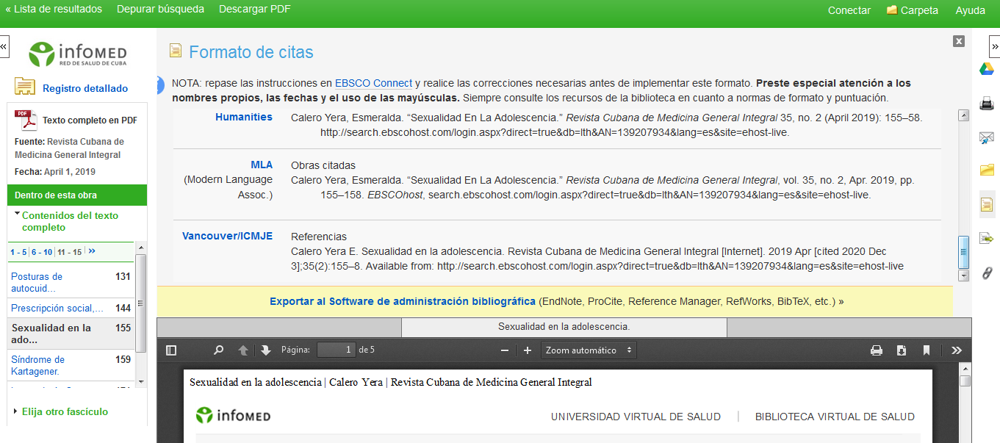 « Lista de resultados Depurar búsqueda Descargar PDF Conectar Carpeta Ayuda
«
infOMED
RED DE SALUD DE CUBA
Registro detallado
PDF
Texto completo en PDF
Fuente: Revista Cubana de
Medicina General Integral
Fecha: April 1, 2019
Dentro de esta obra
Contenidos del texto
completo
1 - 5 6 - 10 11 - 15 »
Posturas de 131
autocuid...
Prescripción social,... 144
Sexualidad en la 155
ado...
Síndrome de 159
Kartagener.
Elija otro fascículo
Formato de citas
x
»
NOTA: repase las instrucciones en EBSCO Connect y realice las correcciones necesarias antes de implementar este formato. Preste especial atención a los
nombres propios, las fechas y el uso de las mayúsculas. Siempre consulte los recursos de la biblioteca en cuanto a normas de formato y puntuación.
Humanities Calero Yera, Esmeralda. “Sexualidad En La Adolescencia.” Revista Cubana de Medicina General Integral 35, no. 2 (April 2019): 155–58.
http://search.ebscohost.com/login.aspx?direct=true&db=lth&AN=139207934&lang=es&site=ehost-live.
MLA Obras citadas
(Modern Language Calero Yera, Esmeralda. “Sexualidad En La Adolescencia.” Revista Cubana de Medicina General Integral, vol. 35, no. 2, Apr. 2019, pp.
Assoc.) 155–158. EBSCOhost, search.ebscohost.com/login.aspx?direct=true&db=lth&AN=139207934&lang=es&site=ehost-live.
Vancouver/ICMJE Referencias
Calero Yera E. Sexualidad en la adolescencia. Revista Cubana de Medicina General Integral [Internet]. 2019 Apr [cited 2020 Dec
3];35(2):155–8. Available from: http://search.ebscohost.com/login.aspx?direct=true&db=lth&AN=139207934&lang=es&site=ehost-live
Exportar al Software de administración bibliográfica (EndNote, ProCite, Reference Manager, RefWorks, BibTeX, etc.) »
Sexualidad en la adolescencia.
Página: 1 de 5 − + Zoom automático »
Sexualidad en la adolescencia | Calero Yera | Revista Cubana de Medicina General Integral
infOMED UNIVERSIDAD VIRTUAL DE SALUD | BIBLIOTECA VIRTUAL DE SALUD